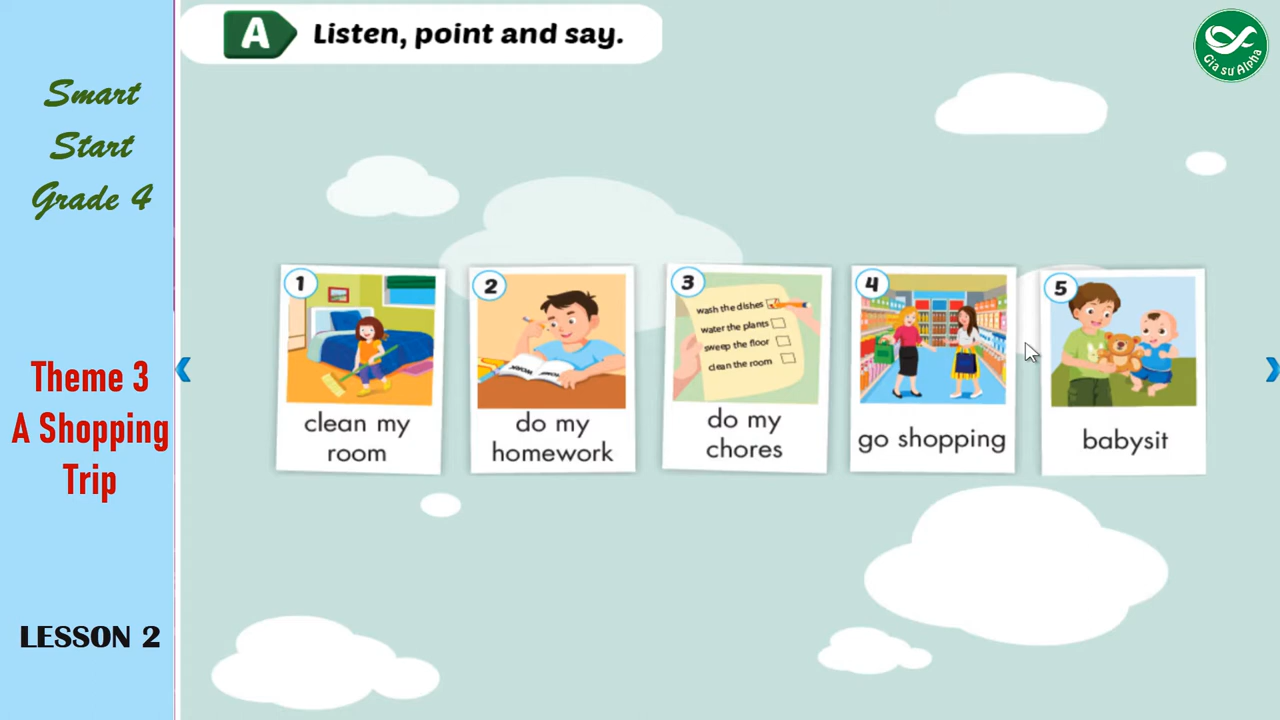 A Listen, point and say.
Gia sư Alpha
Smart
Start
Grade 4
Theme 3
A Shopping
Trip
LESSON 2
1
clean my
room
2
do my
homework
3
wash the dishes
water the plants
sweep the floor
clean the room
do my
chores
4
go shopping
5
babysit